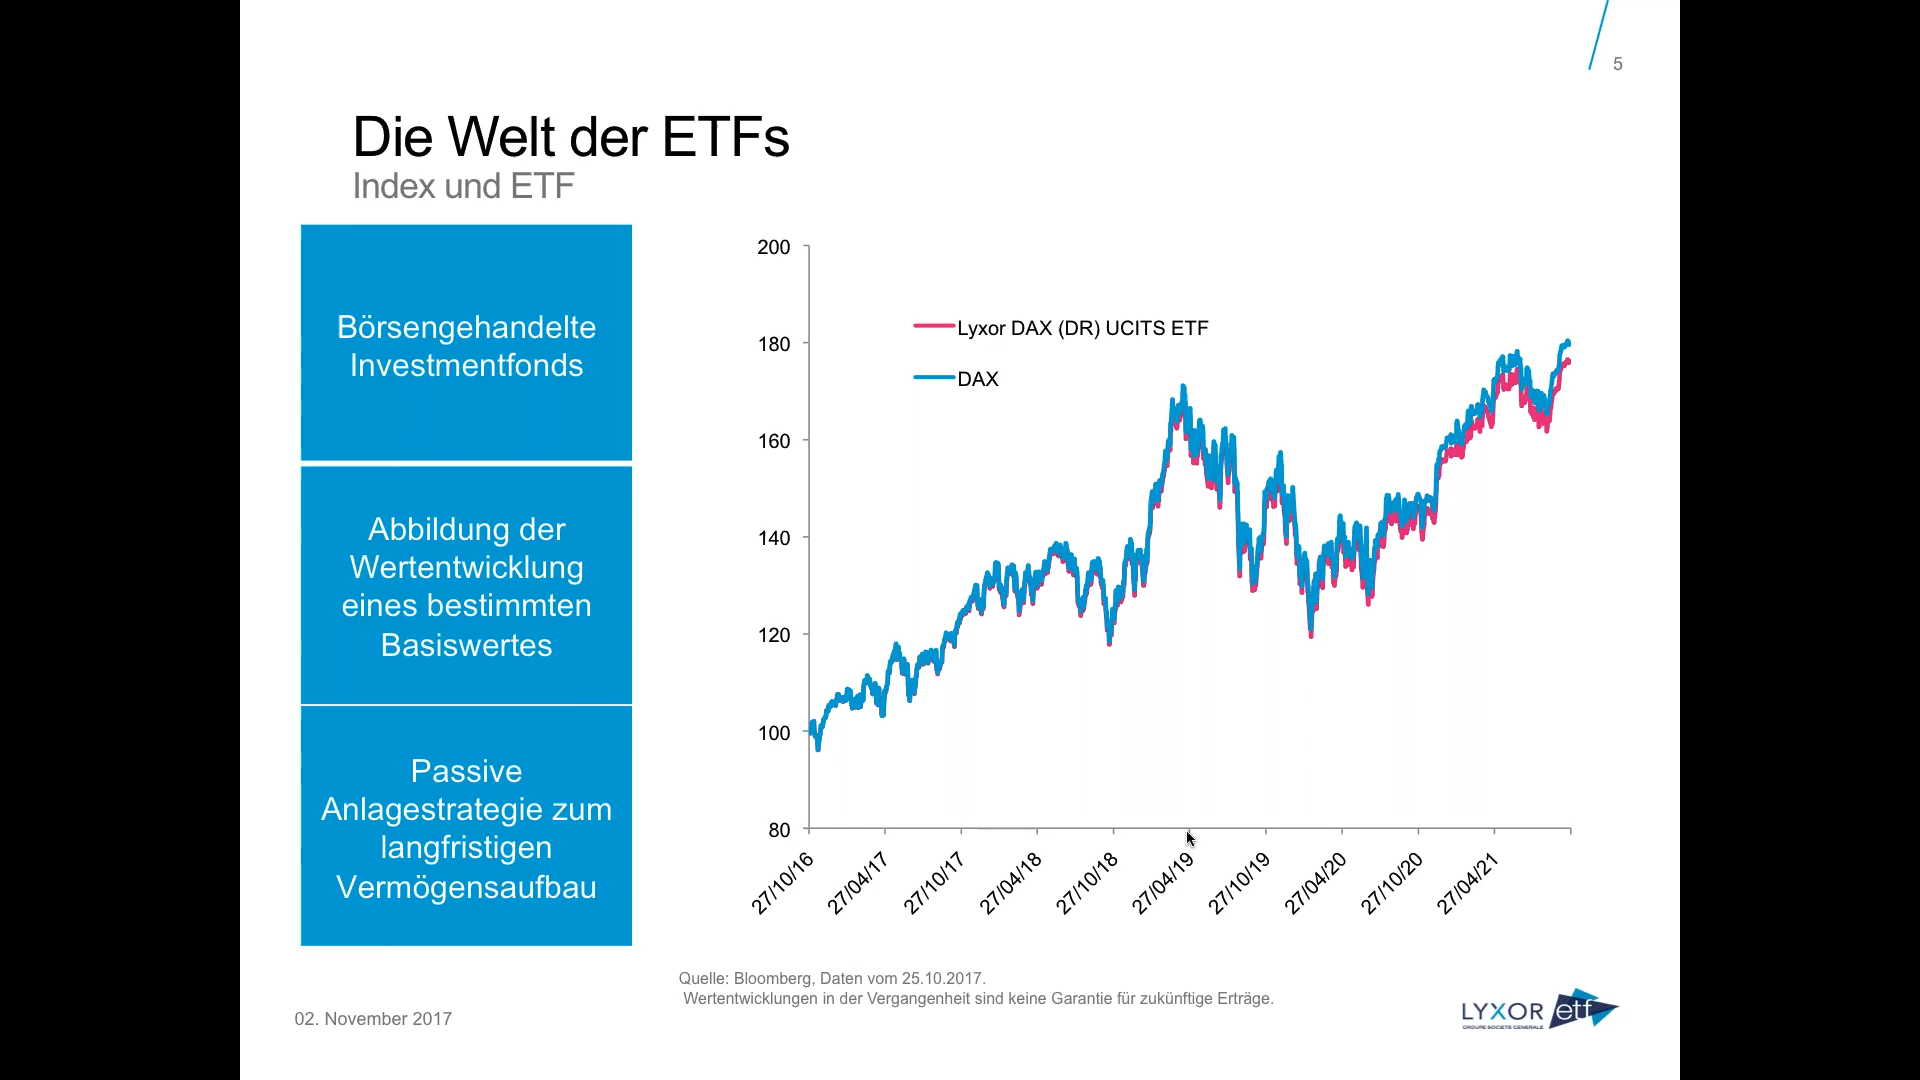 5
Die Welt der ETFs
Index und ETF
Börsengehandelte
Investmentfonds
Abbildung der
Wertentwicklung
eines bestimmten
Basiswertes
Passive
Anlagestrategie zum
langfristigen
Vermögensaufbau
200
180
160
140
120
100
80
Lyxor DAX (DR) UCITS ETF
DAX
27/10/16
27/04/17
27/10/17
27/04/18
27/10/18
27/04/19
27/10/19
27/04/20
27/10/20
27/04/21
Quelle: Bloomberg, Daten vom 25.10.2017.
Wertentwicklungen in der Vergangenheit sind keine Garantie für zukünftige Erträge.
02. November 2017
LYXOR etf
GROUPE SOCIETE GENERALE